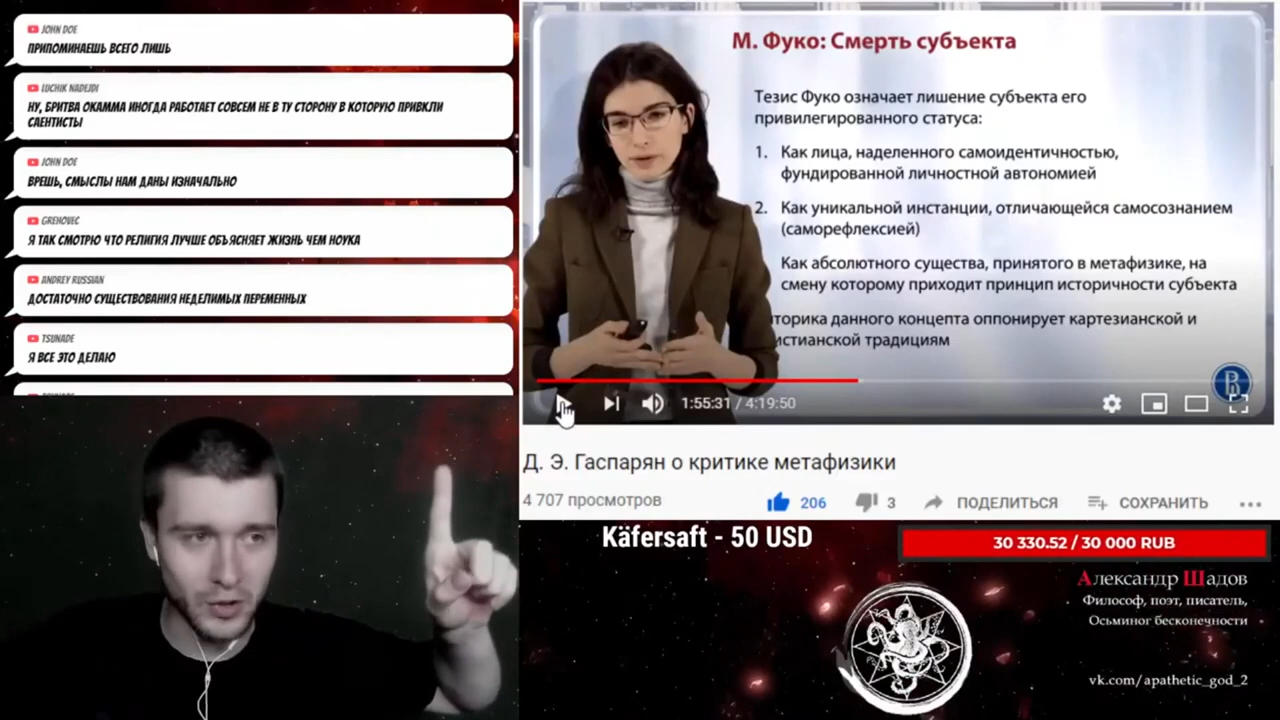 JOHN DOE
ПРИПОМИНАЕШЬ ВСЕГО ЛИШЬ
LUCHIK NADEJDI
НУ, БРИТВА ОКАММА ИНОГДА РАБОТАЕТ СОВСЕМ НЕ В ТУ СТОРОНУ В КОТОРУЮ ПРИВКЛИ
САЕНТИСТЫ
JOHN DOE
ВРЕШЬ, СМЫСЛЫ НАМ ДАНЫ ИЗНАЧАЛЬНО
GREHOVEC
Я ТАК СМОТРЮ ЧТО РЕЛИГИЯ ЛУЧШЕ ОБЪЯСНЯЕТ ЖИЗНЬ ЧЕМ НОУКА
ANDREY RUSSIAN
ДОСТАТОЧНО СУЩЕСТВОВАНИЯ НЕДЕЛИМЫХ ПЕРЕМЕННЫХ
TSUNADE
Я ВСЕ ЭТО ДЕЛАЮ
М. Фуко: Смерть субъекта
Тезис Фуко означает лишение субъекта его
привилегированного статуса:
1. Как лица, наделенного самоидентичностью,
фундированной личностной автономией
2. Как уникальной инстанции, отличающейся самосознанием
(саморефлексией)
Как абсолютного существа, принятого в метафизике, на
смену которому приходит принцип историчности субъекта
торика данного концепта оппонирует картезианской и
истианской традициям
1:55:31 / 4:19:50
Д. Э. Гаспарян о критике метафизики
4 707 просмотров
206
3
ПОДЕЛИТЬСЯ
СОХРАНИТЬ
Käfersaft - 50 USD
30 330.52 / 30 000 RUB
Александр Шадов
Философ, поэт, писатель,
Осьминог бесконечности
vk.com/apathetic_god_2